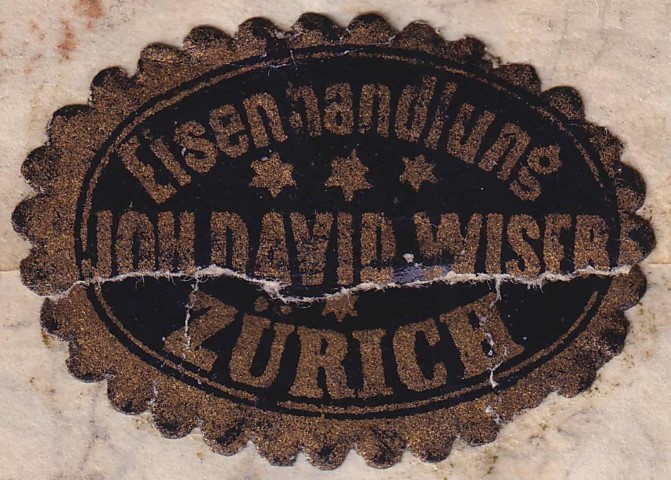 Eisenhandlung
JOH. DAVID WISER
ZÜRICH